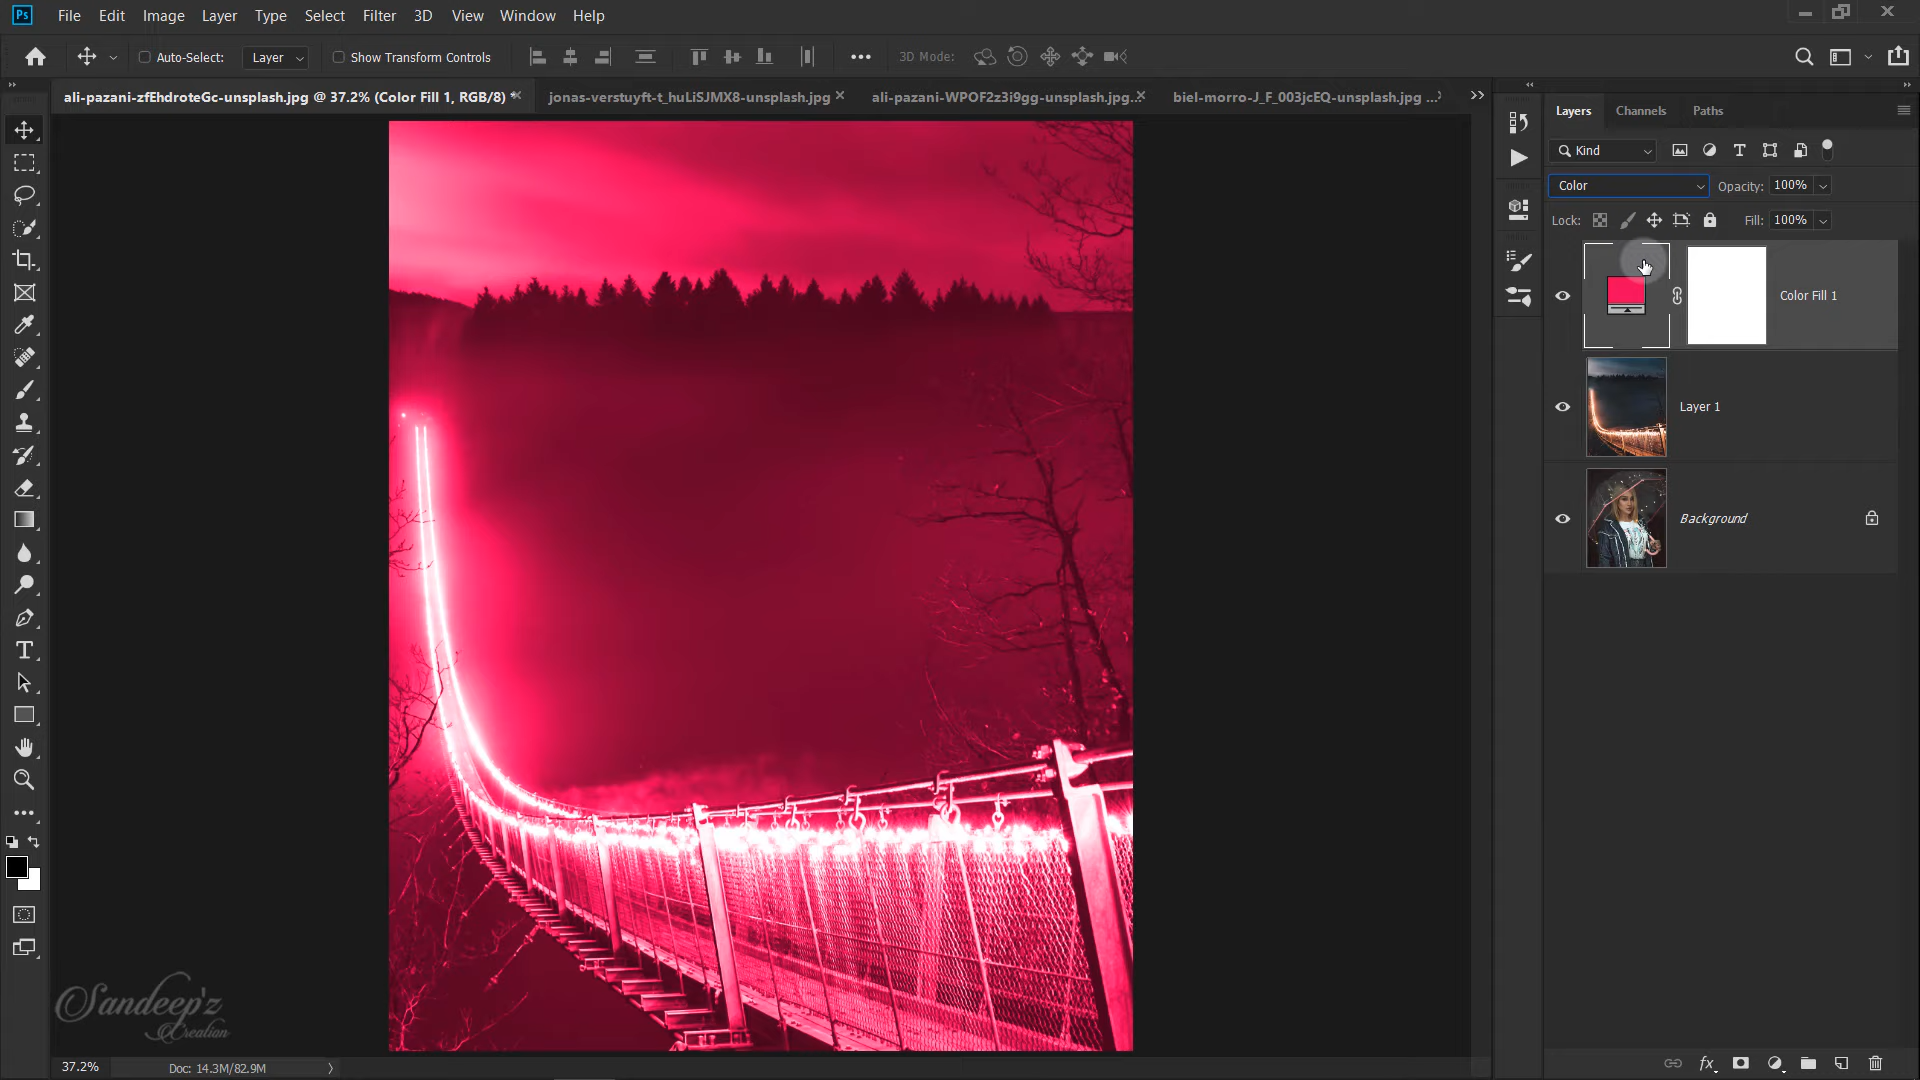 Ps File Edit Image Layer Type Select Filter 3D View Window Help
Auto-Select: Layer Show Transform Controls 3D Mode:
ali-pazani-zfEhdroteGc-unsplash.jpg @ 37.2% (Color Fill 1, RGB/8) * jonas-verstuyft-t_huLiSJMX8-unsplash.jpg ali-pazani-WPOF2z3i9gg-unsplash.jpg... biel-morro-J_F_003jcEQ-unsplash.jpg ...
Layers Channels Paths
Kind
Color Opacity: 100%
Lock: Fill: 100%
Color Fill 1
Layer 1
Background
Sandeep'z
Creation
37.2% Doc: 14.3M/82.9M
fx